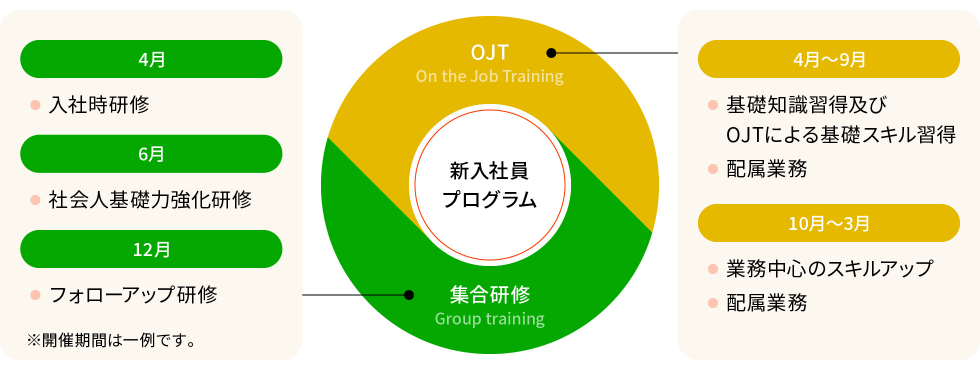 4月
入社時研修
6月
社会人基礎力強化研修
12月
フォローアップ研修
※開催期間は一例です。
OJT
On the Job Training
新入社員
プログラム
集合研修
Group training
4月〜9月
基礎知識習得及び
OJTによる基礎スキル習得
配属業務
10月〜3月
業務中心のスキルアップ
配属業務